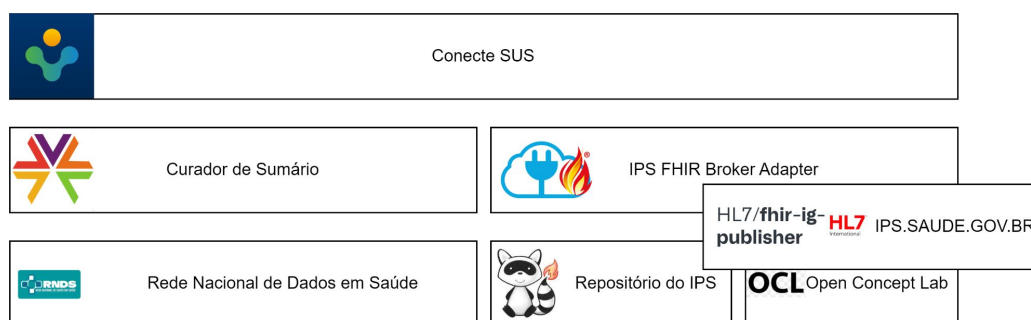 Conecte SUS
Curador de Sumário
IPS FHIR Broker Adapter
HL7/fhir-ig-
publisher
HL7
International
IPS.SAUDE.GOV.BR
RNDS
Rede Nacional de Dados em Saúde
Repositório do IPS
OCL
Open Concept Lab